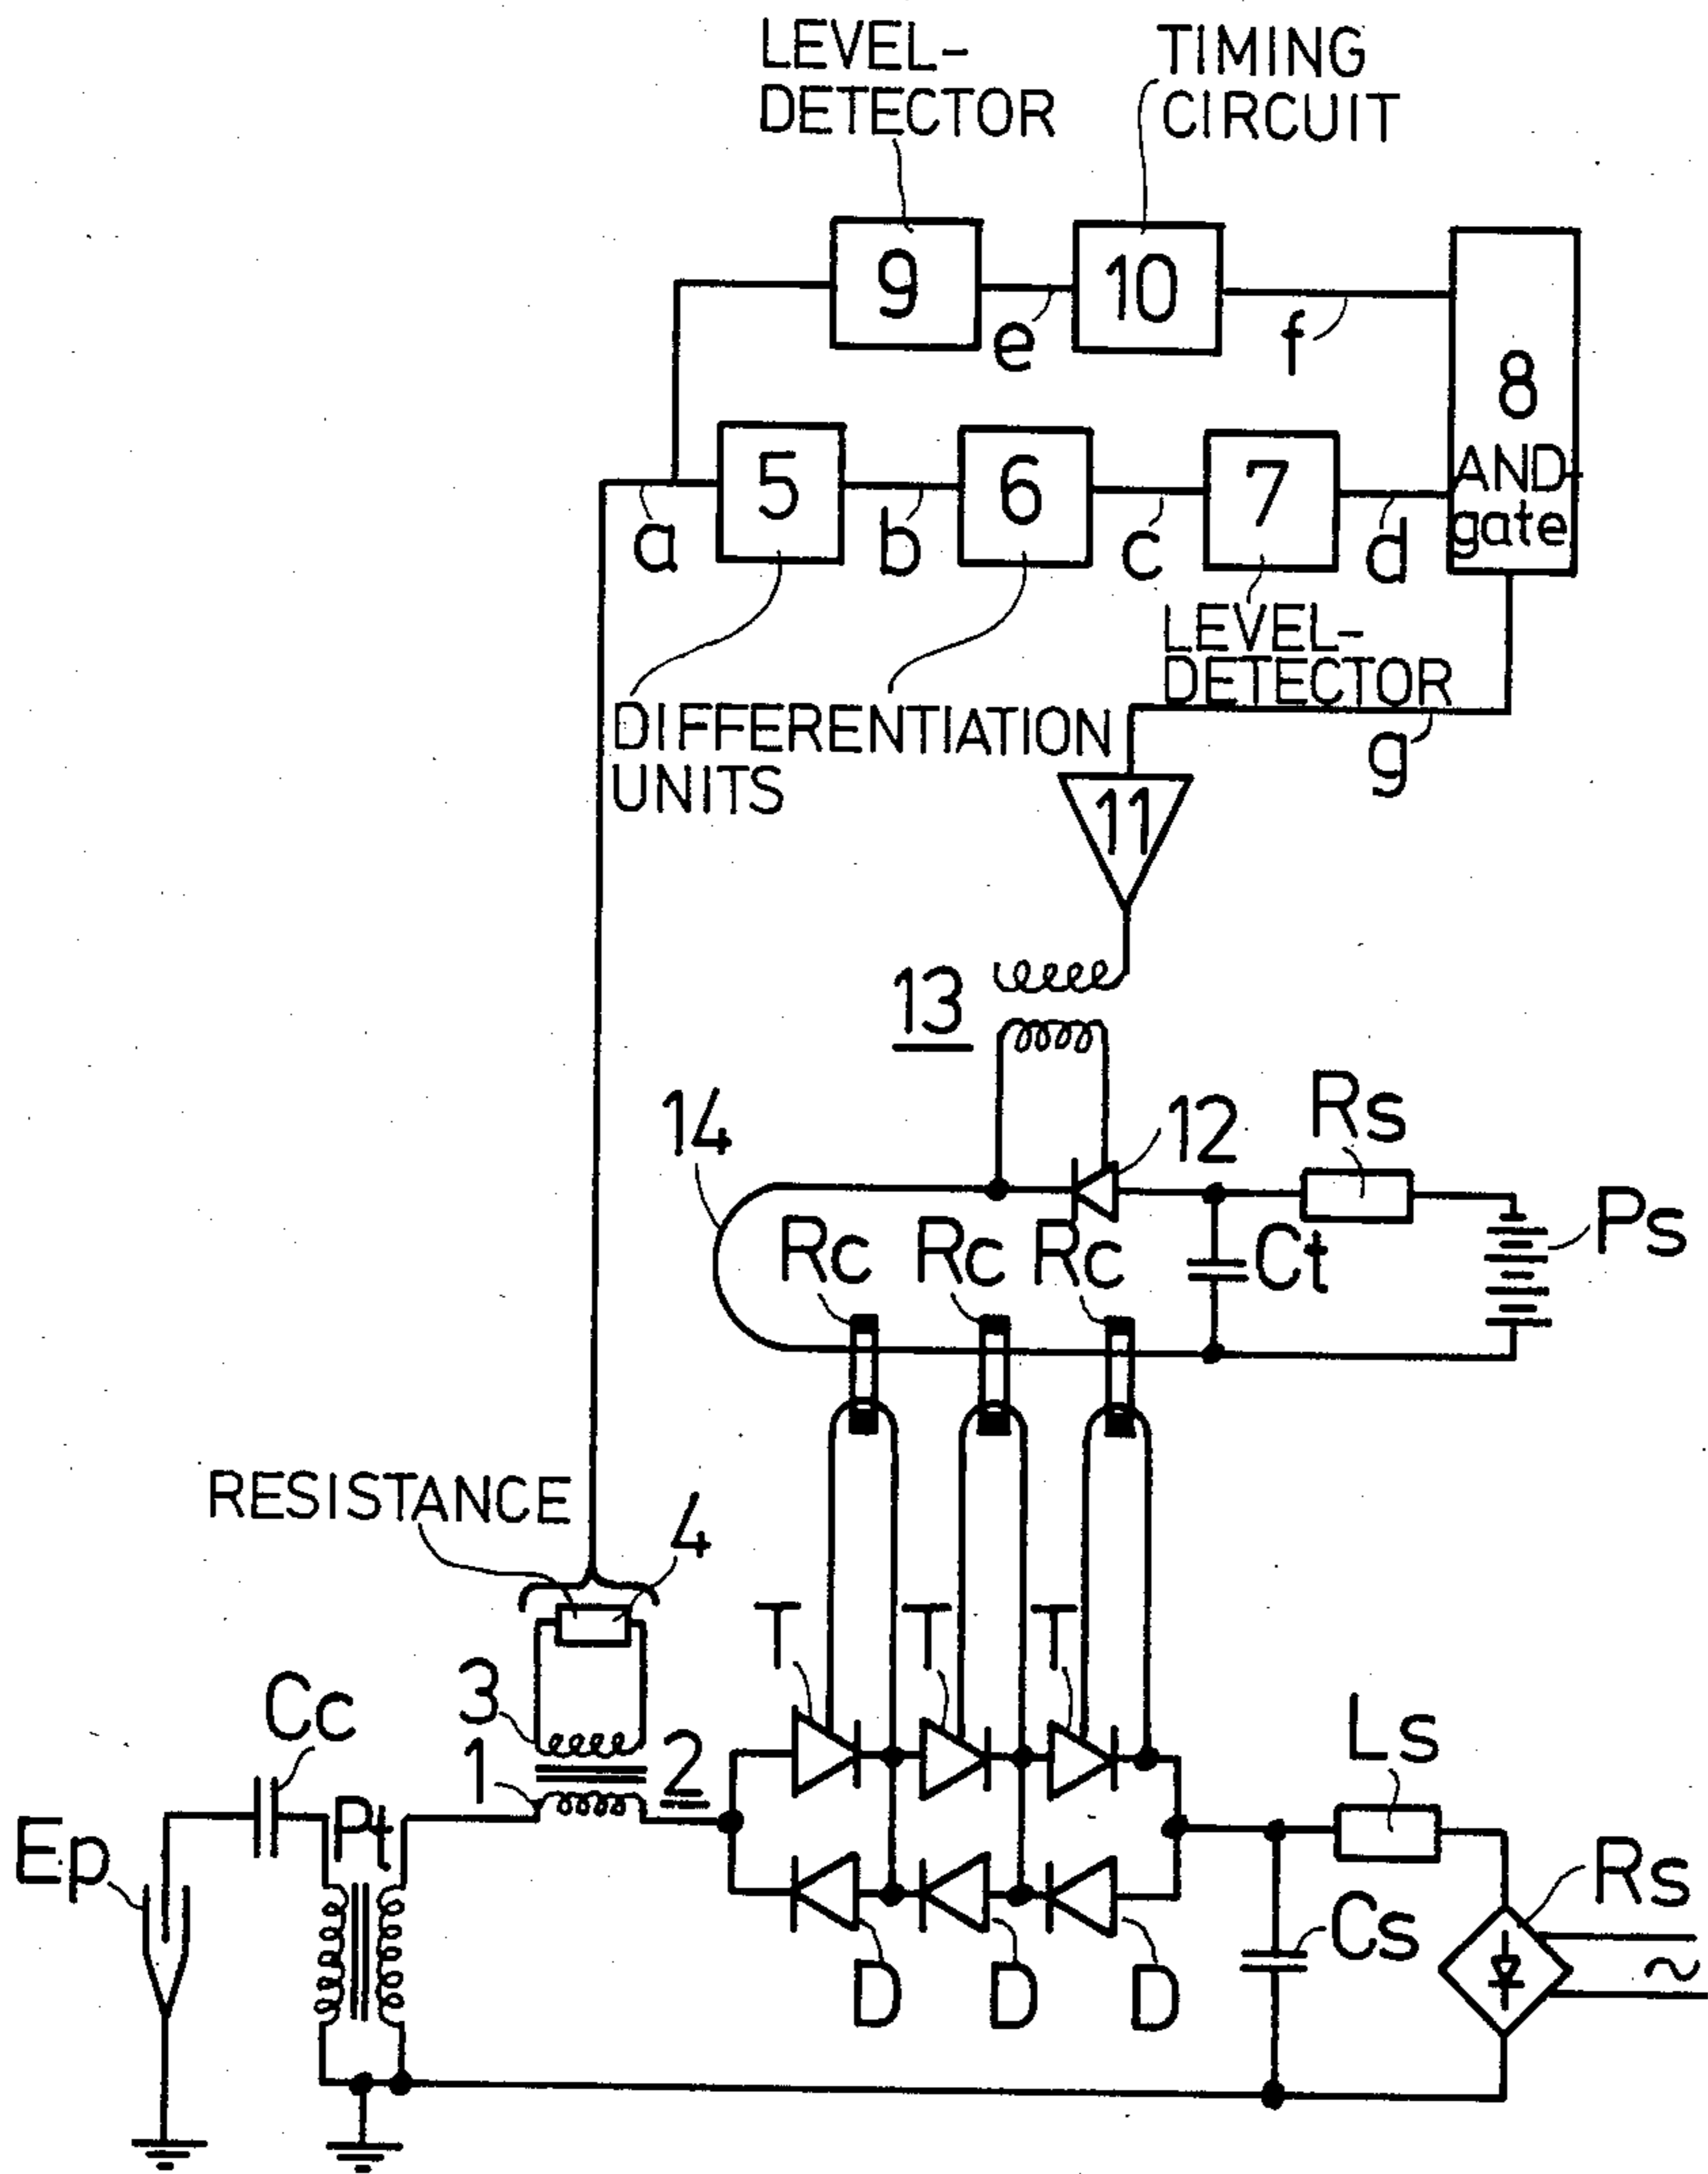 LEVEL-
DETECTOR
TIMING
CIRCUIT
9
10
e
f
8
AND-
gate
5
6
7
a
b
c
d
LEVEL-
DETECTOR
DIFFERENTIATION
UNITS
g
11
13
14
12
Rs
Rc
Rc
Rc
Ct
Ps
RESISTANCE
4
T
T
T
3
Cc
1
2
Ls
Ep
Pt
Rs
Cs
D
D
D
~